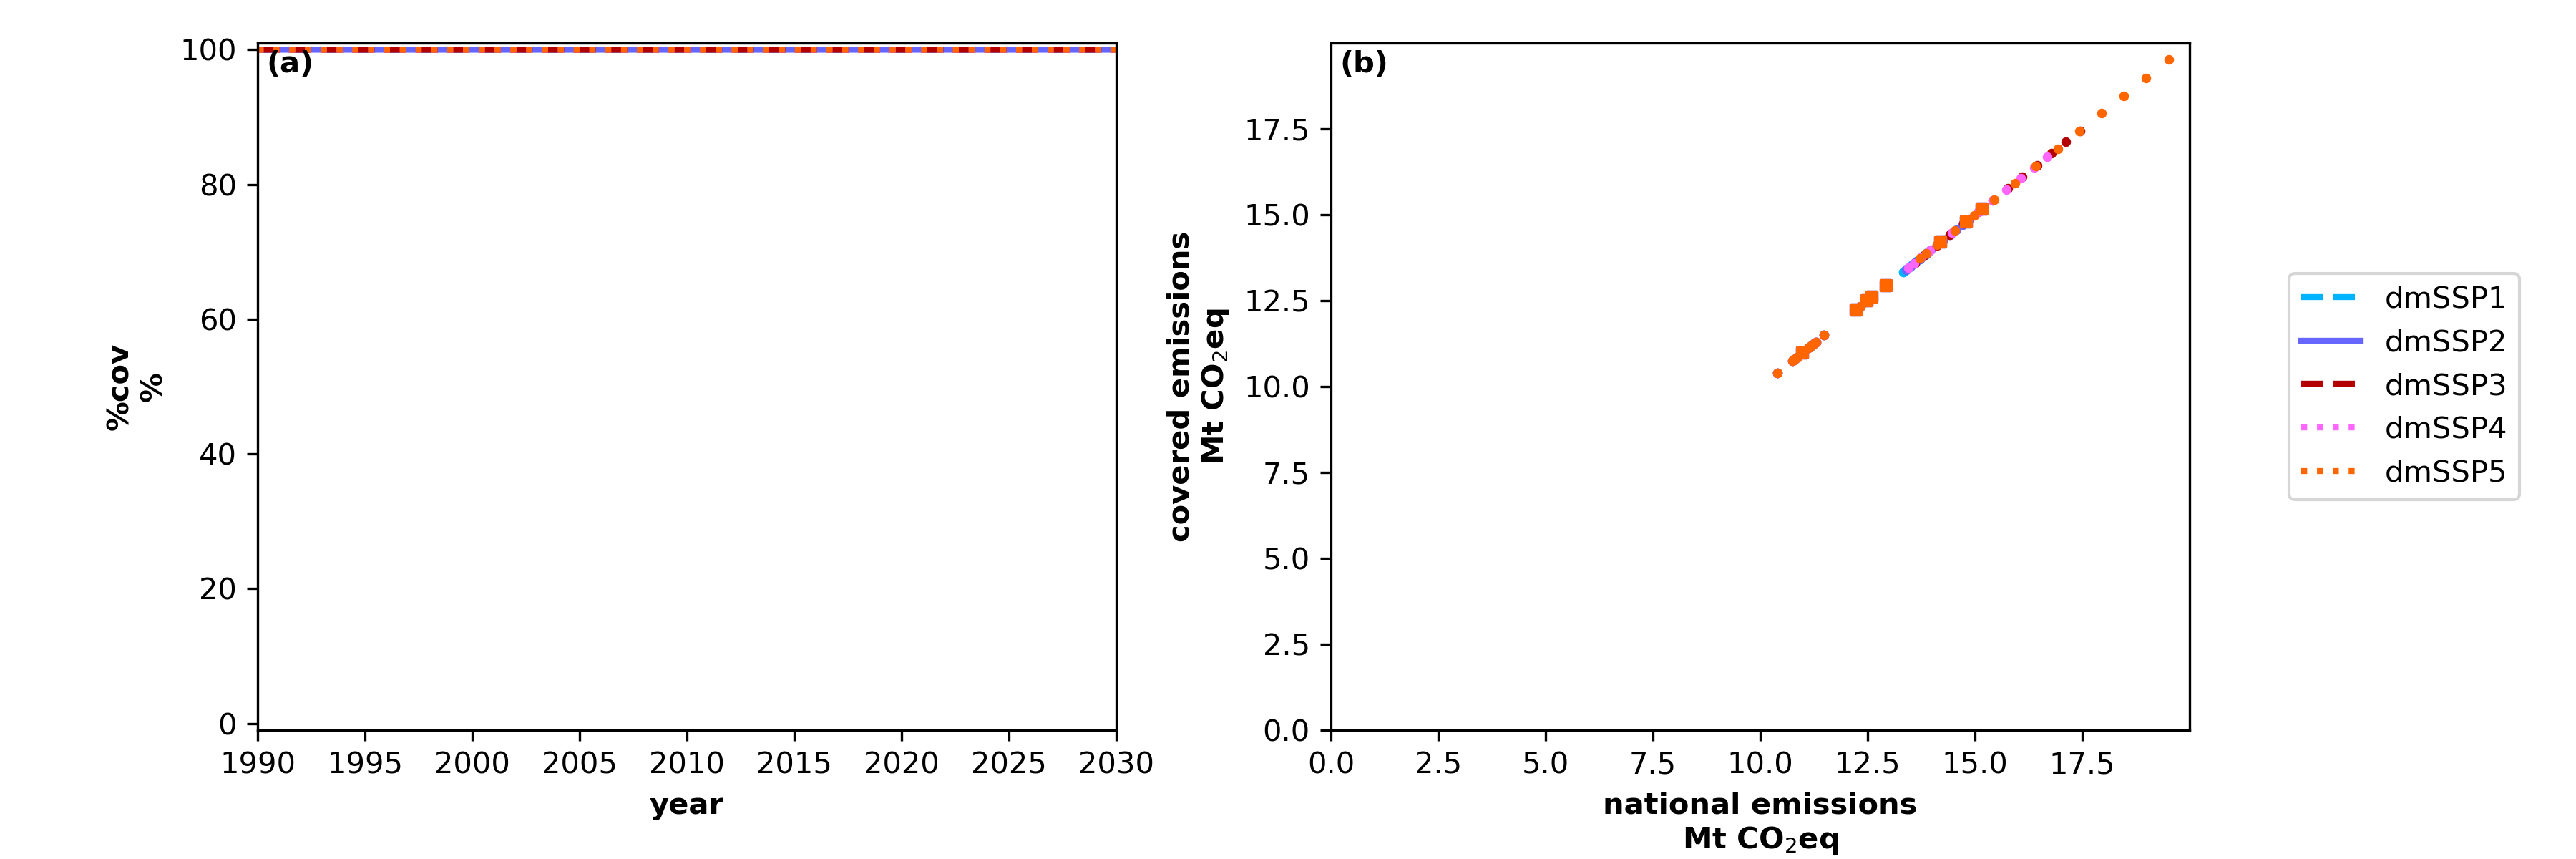 (a)
100
80
60
40
20
0
%cov
%
1990 1995 2000 2005 2010 2015 2020 2025 2030
year
(b)
17.5
15.0
12.5
10.0
7.5
5.0
2.5
0.0
covered emissions
Mt CO₂eq
0.0 2.5 5.0 7.5 10.0 12.5 15.0 17.5
national emissions
Mt CO₂eq
dmSSP1
dmSSP2
dmSSP3
dmSSP4
dmSSP5